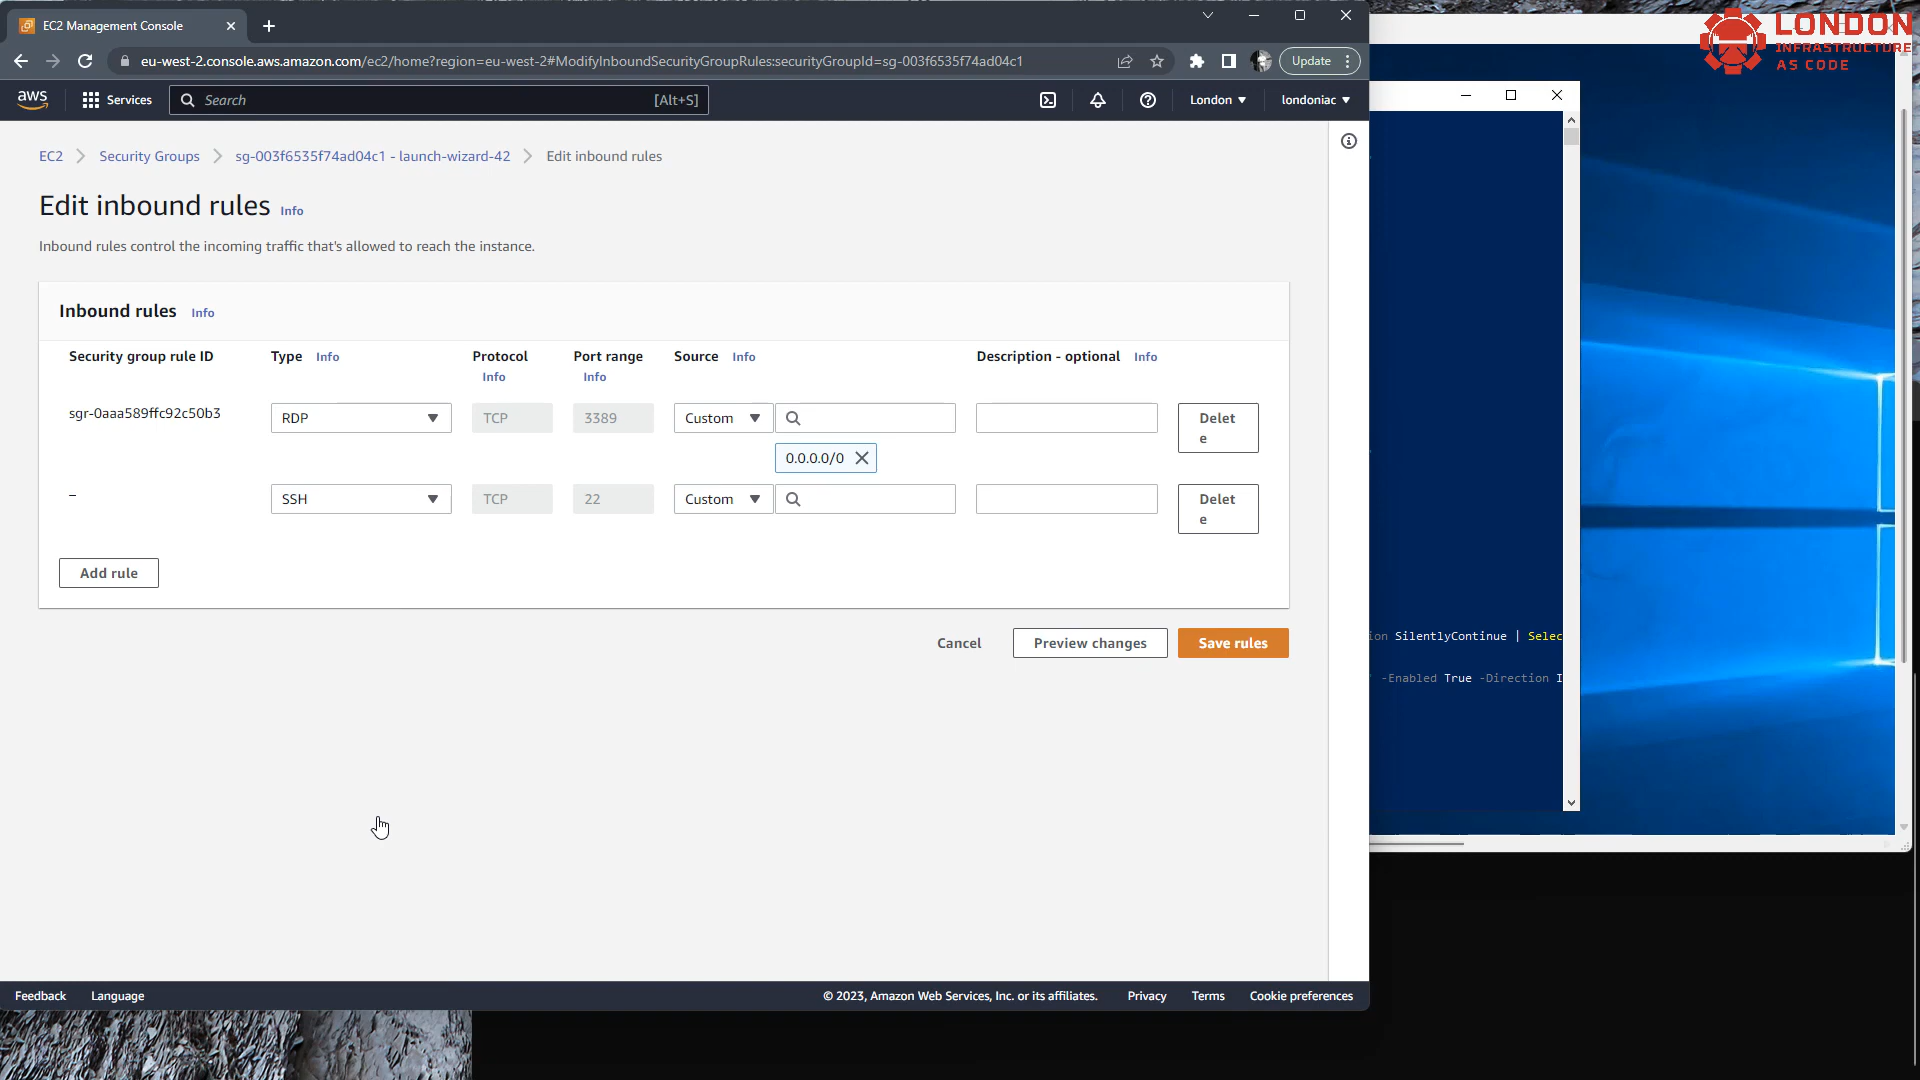 EC2 Management Console
LONDON
INFRASTRUCTURE
AS CODE
eu-west-2.console.aws.amazon.com/ec2/home?region=eu-west-2#ModifyInboundSecurityGroupRules:securityGroupId=sg-003f6535f74ad04c1
Update
aws
Services
Search
[Alt+S]
London
londoniac
EC2
Security Groups
sg-003f6535f74ad04c1 - launch-wizard-42
Edit inbound rules
Edit inbound rules Info
Inbound rules control the incoming traffic that's allowed to reach the instance.
Inbound rules Info
Security group rule ID
Type Info
Protocol
Info
Port range
Info
Source Info
Description - optional Info
sgr-0aaa589ffc92c50b3
RDP
TCP
3389
Custom
Delet
e
0.0.0.0/0
–
SSH
TCP
22
Custom
Delet
e
Add rule
Cancel
Preview changes
Save rules
SilentlyContinue | Selec
-Enabled True -Direction I
Feedback
Language
© 2023, Amazon Web Services, Inc. or its affiliates.
Privacy
Terms
Cookie preferences